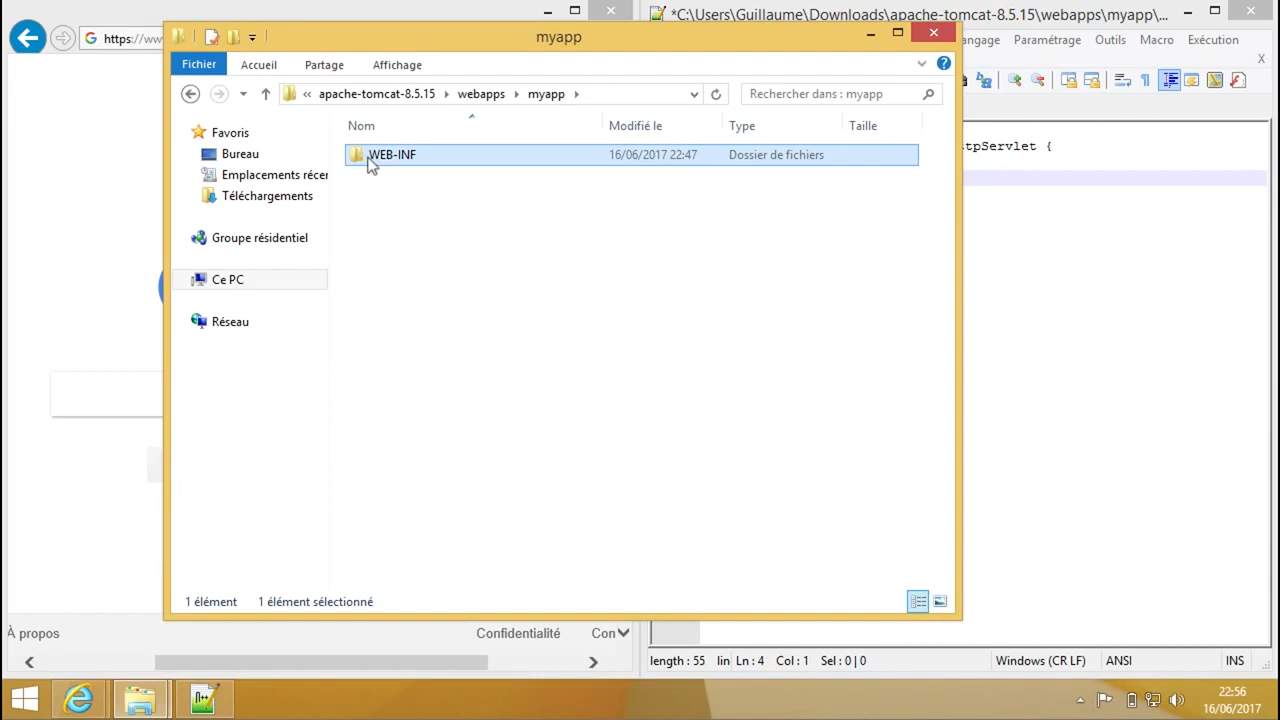 https://www
*C:\Users\Guillaume\Downloads\apache-tomcat-8.5.15\webapps\myapp\...
ngage Paramétrage Outils Macro Exécution
X
myapp
Fichier Accueil Partage Affichage
« apache-tomcat-8.5.15 webapps myapp
Rechercher dans : myapp
Nom Modifié le Type Taille
WEB-INF 16/06/2017 22:47 Dossier de fichiers
Favoris
Bureau
Emplacements récer
Téléchargements
Groupe résidentiel
Ce PC
Réseau
tpServlet {
1 élément 1 élément sélectionné
À propos Confidentialité Con
length : 55 lin Ln : 4 Col : 1 Sel : 0 | 0 Windows (CR LF) ANSI INS
22:56
16/06/2017